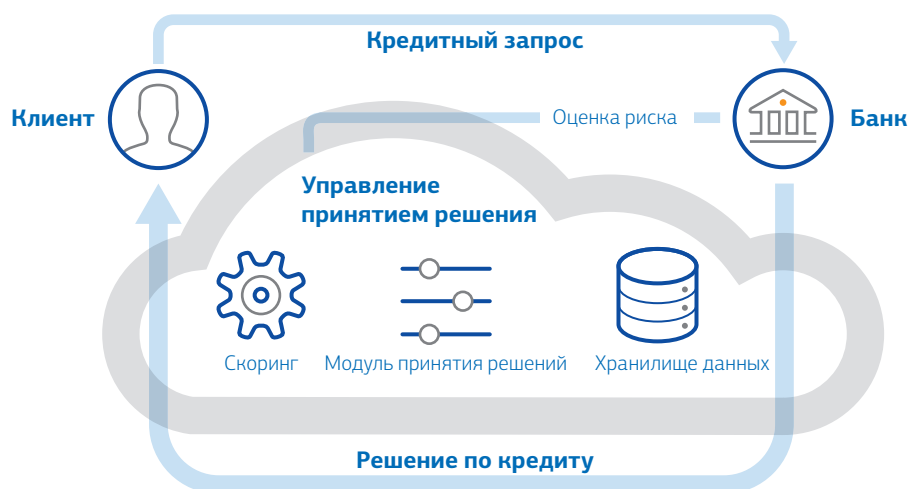 Кредитный запрос
Клиент
Оценка риска
Банк
Управление
принятием решения
Скоринг
Модуль принятия решений
Хранилище данных
Решение по кредиту